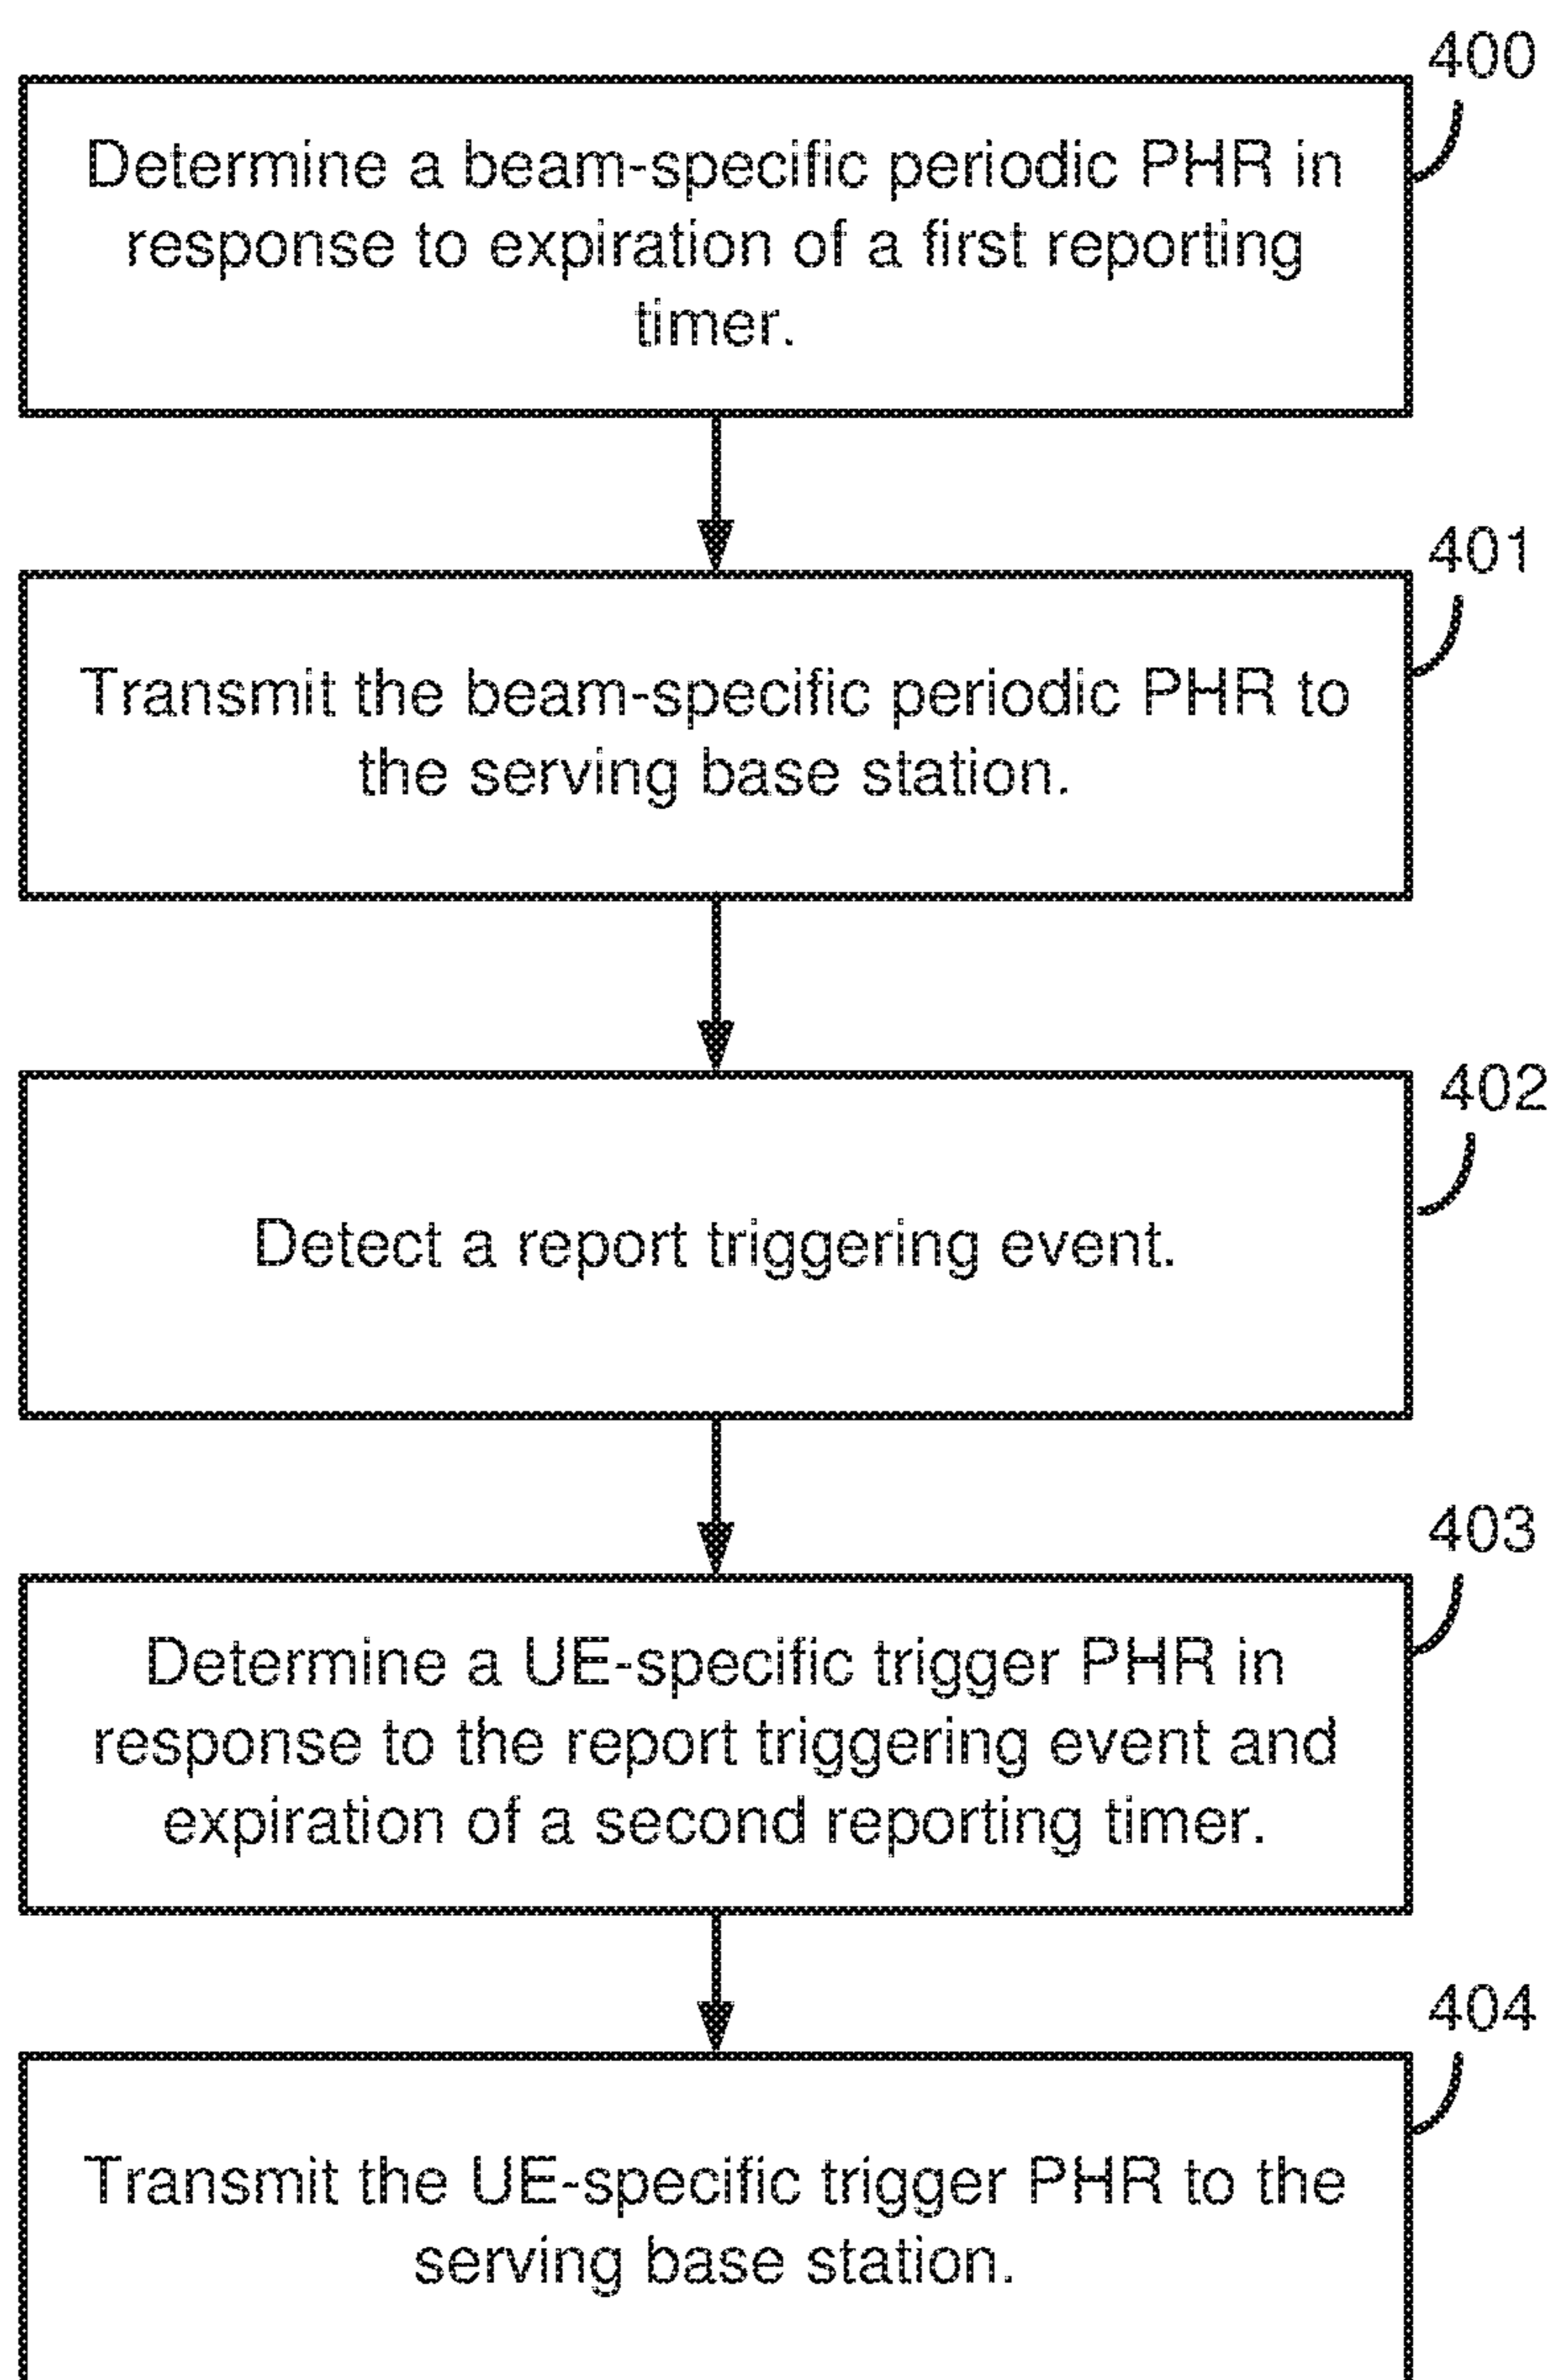 400
Determine a beam-specific periodic PHR in
response to expiration of a first reporting
timer.
401
Transmit the beam-specific periodic PHR to
the serving base station.
402
Detect a report triggering event.
403
Determine a UE-specific trigger PHR in
response to the report triggering event and
expiration of a second reporting timer.
404
Transmit the UE-specific trigger PHR to the
serving base station.